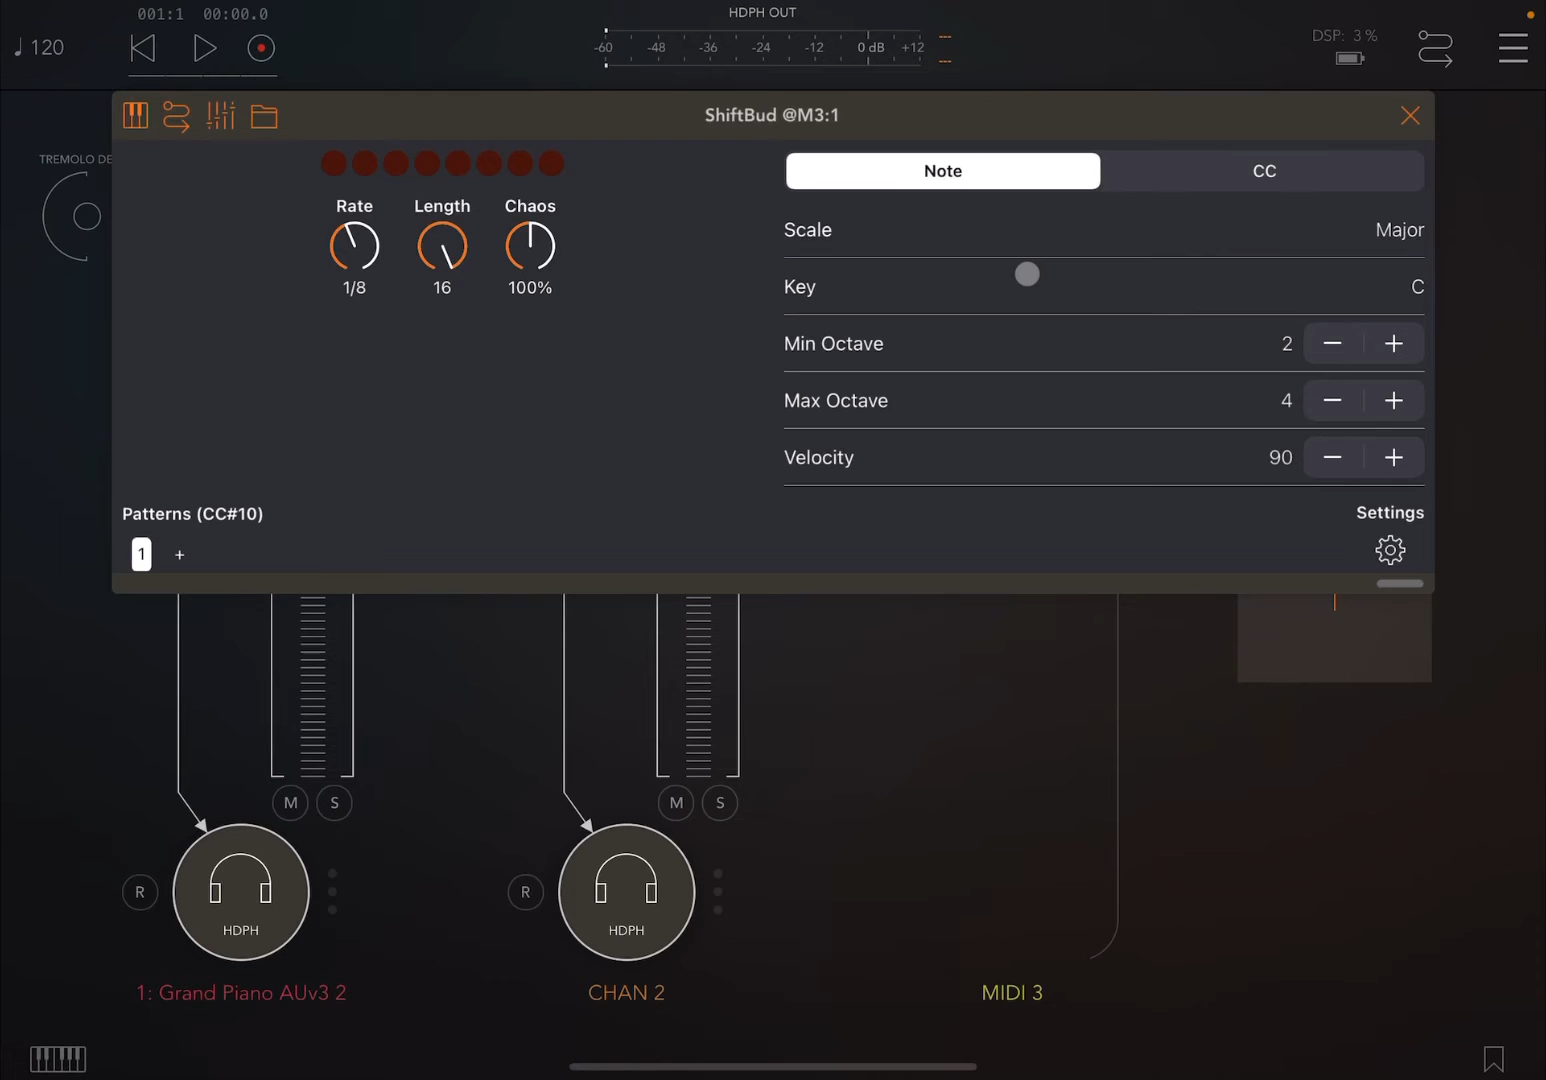 001:1 00:00.0
♩ 120
HDPH OUT
-60 -48 -36 -24 -12 0 dB +12
---
---
DSP: 3 %
ShiftBud @M3:1
TREMOLO DE
Rate Length Chaos
1/8 16 100%
Note CC
Scale Major
Key C
Min Octave 2 − +
Max Octave 4 − +
Velocity 90 − +
Patterns (CC#10)
Settings
1 +
M S
M S
R
R
HDPH
HDPH
1: Grand Piano AUv3 2
CHAN 2
MIDI 3